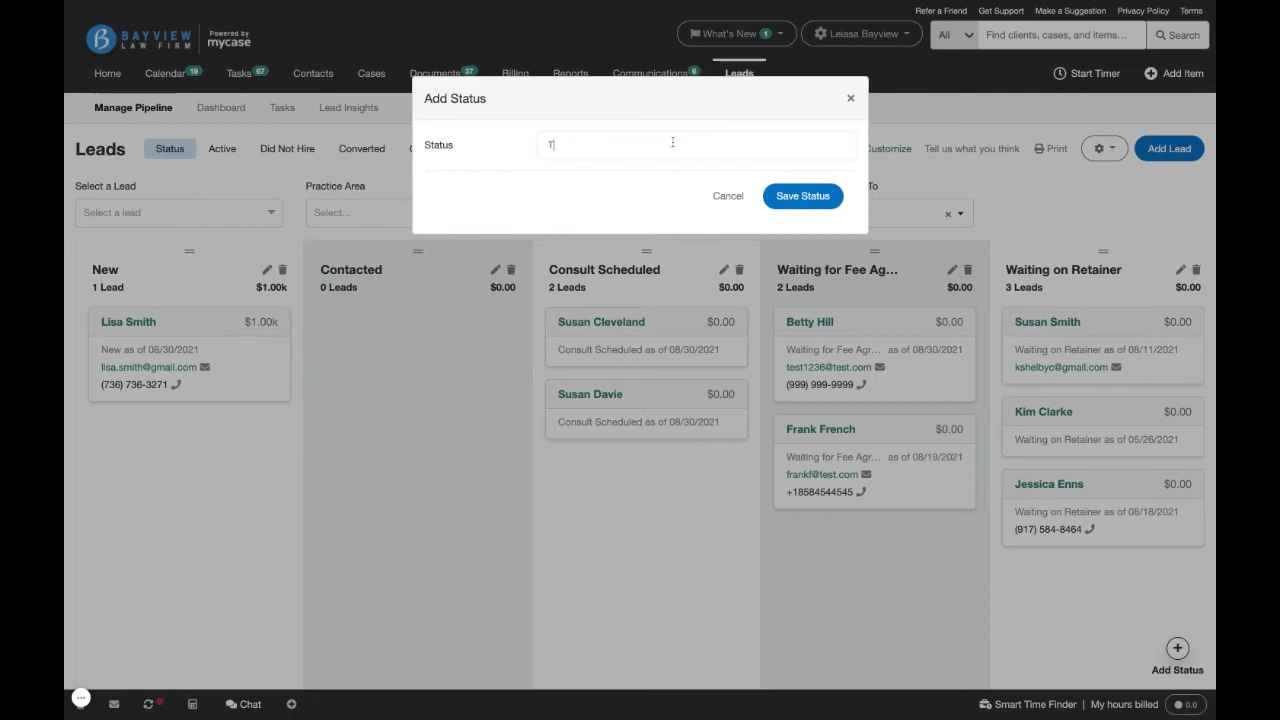 Refer a Friend Get Support Make a Suggestion Privacy Policy Terms
BAYVIEW LAW FIRM Powered by mycase
What's New 1 Leiasa Bayview All Find clients, cases, and items... Search
Home Calendar 19 Tasks 67 Contacts Cases Documents 37 Billing Reports Communications 6 Leads Start Timer Add Item
Manage Pipeline Dashboard Tasks Lead Insights
Add Status ×
Status T
Cancel Save Status
Leads Status Active Did Not Hire Converted Customize Tell us what you think Print Add Lead
Select a Lead Practice Area To
Select a lead Select...
New
1 Lead $1.00k
Lisa Smith $1.00k
New as of 08/30/2021
lisa.smith@gmail.com
(736) 736-3271
Contacted
0 Leads $0.00
Consult Scheduled
2 Leads $0.00
Susan Cleveland $0.00
Consult Scheduled as of 08/30/2021
Susan Davie $0.00
Consult Scheduled as of 08/30/2021
Waiting for Fee Ag...
2 Leads $0.00
Betty Hill $0.00
Waiting for Fee Agr... as of 08/30/2021
test1236@test.com
(999) 999-9999
Frank French $0.00
Waiting for Fee Agr... as of 08/19/2021
frankf@test.com
+18584544545
Waiting on Retainer
3 Leads $0.00
Susan Smith $0.00
Waiting on Retainer as of 08/11/2021
kshelbyc@gmail.com
Kim Clarke $0.00
Waiting on Retainer as of 05/26/2021
Jessica Enns $0.00
Waiting on Retainer as of 08/18/2021
(917) 584-8464
Add Status
Chat Smart Time Finder | My hours billed 0.0